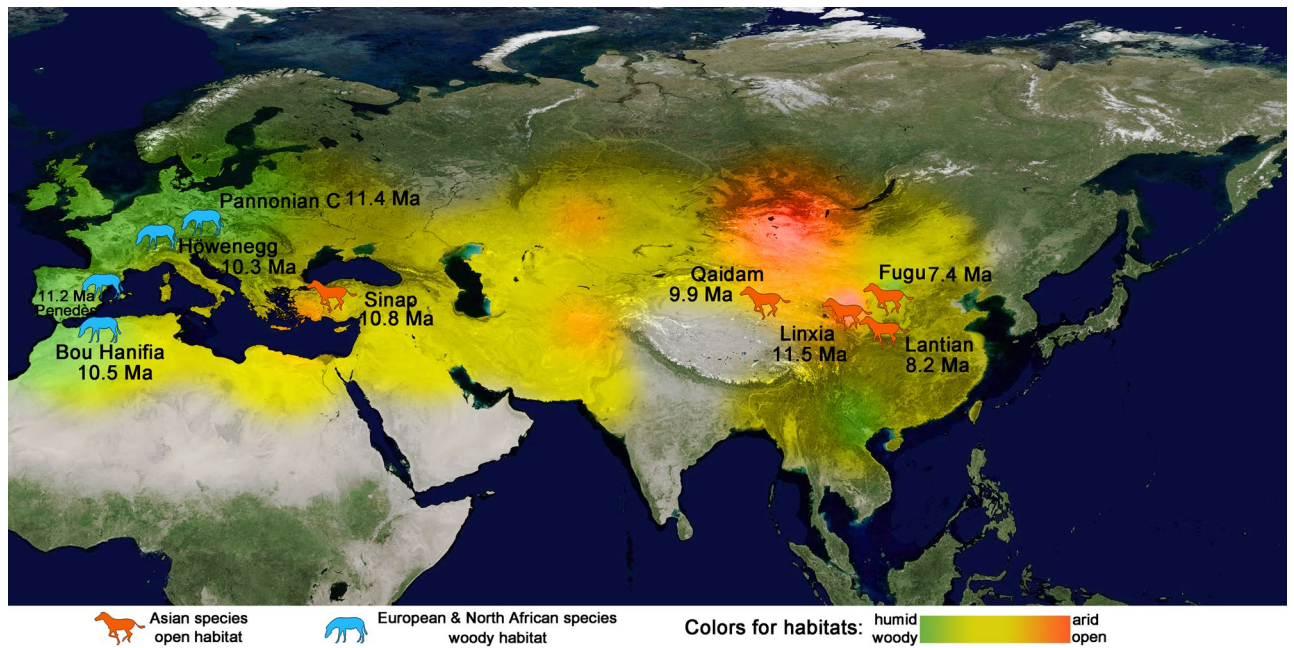 Pannonian C 11.4 Ma
Höwenegg
10.3 Ma
11.2 Ma
Penedès
Bou Hanifia
10.5 Ma
Sinap
10.8 Ma
Qaidam
9.9 Ma
Fugu 7.4 Ma
Linxia
11.5 Ma
Lantian
8.2 Ma
Asian species
open habitat
European & North African species
woody habitat
Colors for habitats:
humid
woody
arid
open